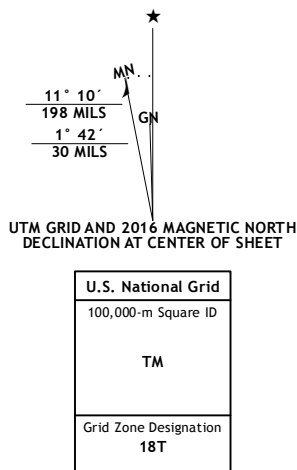 ★
MN
GN
11° 10´
198 MILS
1° 42´
30 MILS
UTM GRID AND 2016 MAGNETIC NORTH
DECLINATION AT CENTER OF SHEET
U.S. National Grid
100,000-m Square ID
TM
Grid Zone Designation
18T